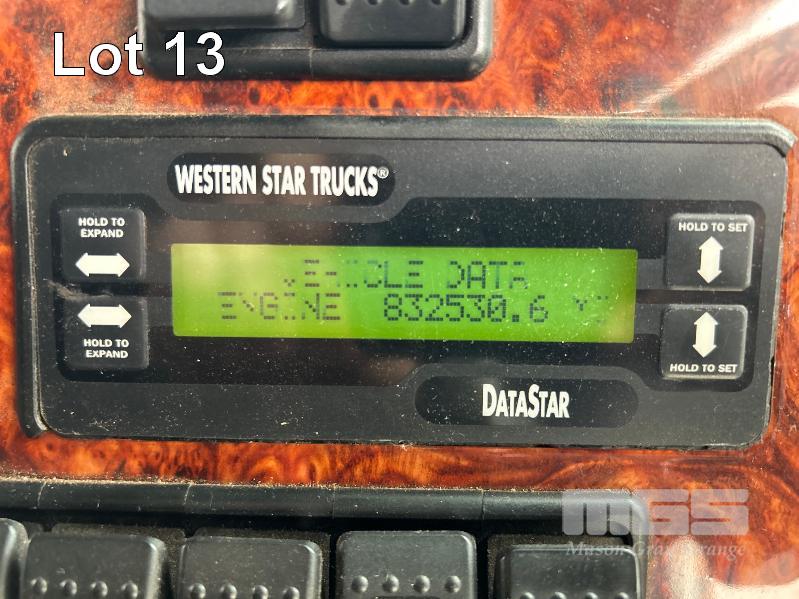 Lot 13
WESTERN STAR TRUCKS®
HOLD TO
EXPAND
HOLD TO SET
VEHICLE DATA
ENGINE 832530.6
HOLD TO
EXPAND
HOLD TO SET
DATASTAR
mgs
Mason Gray Strange